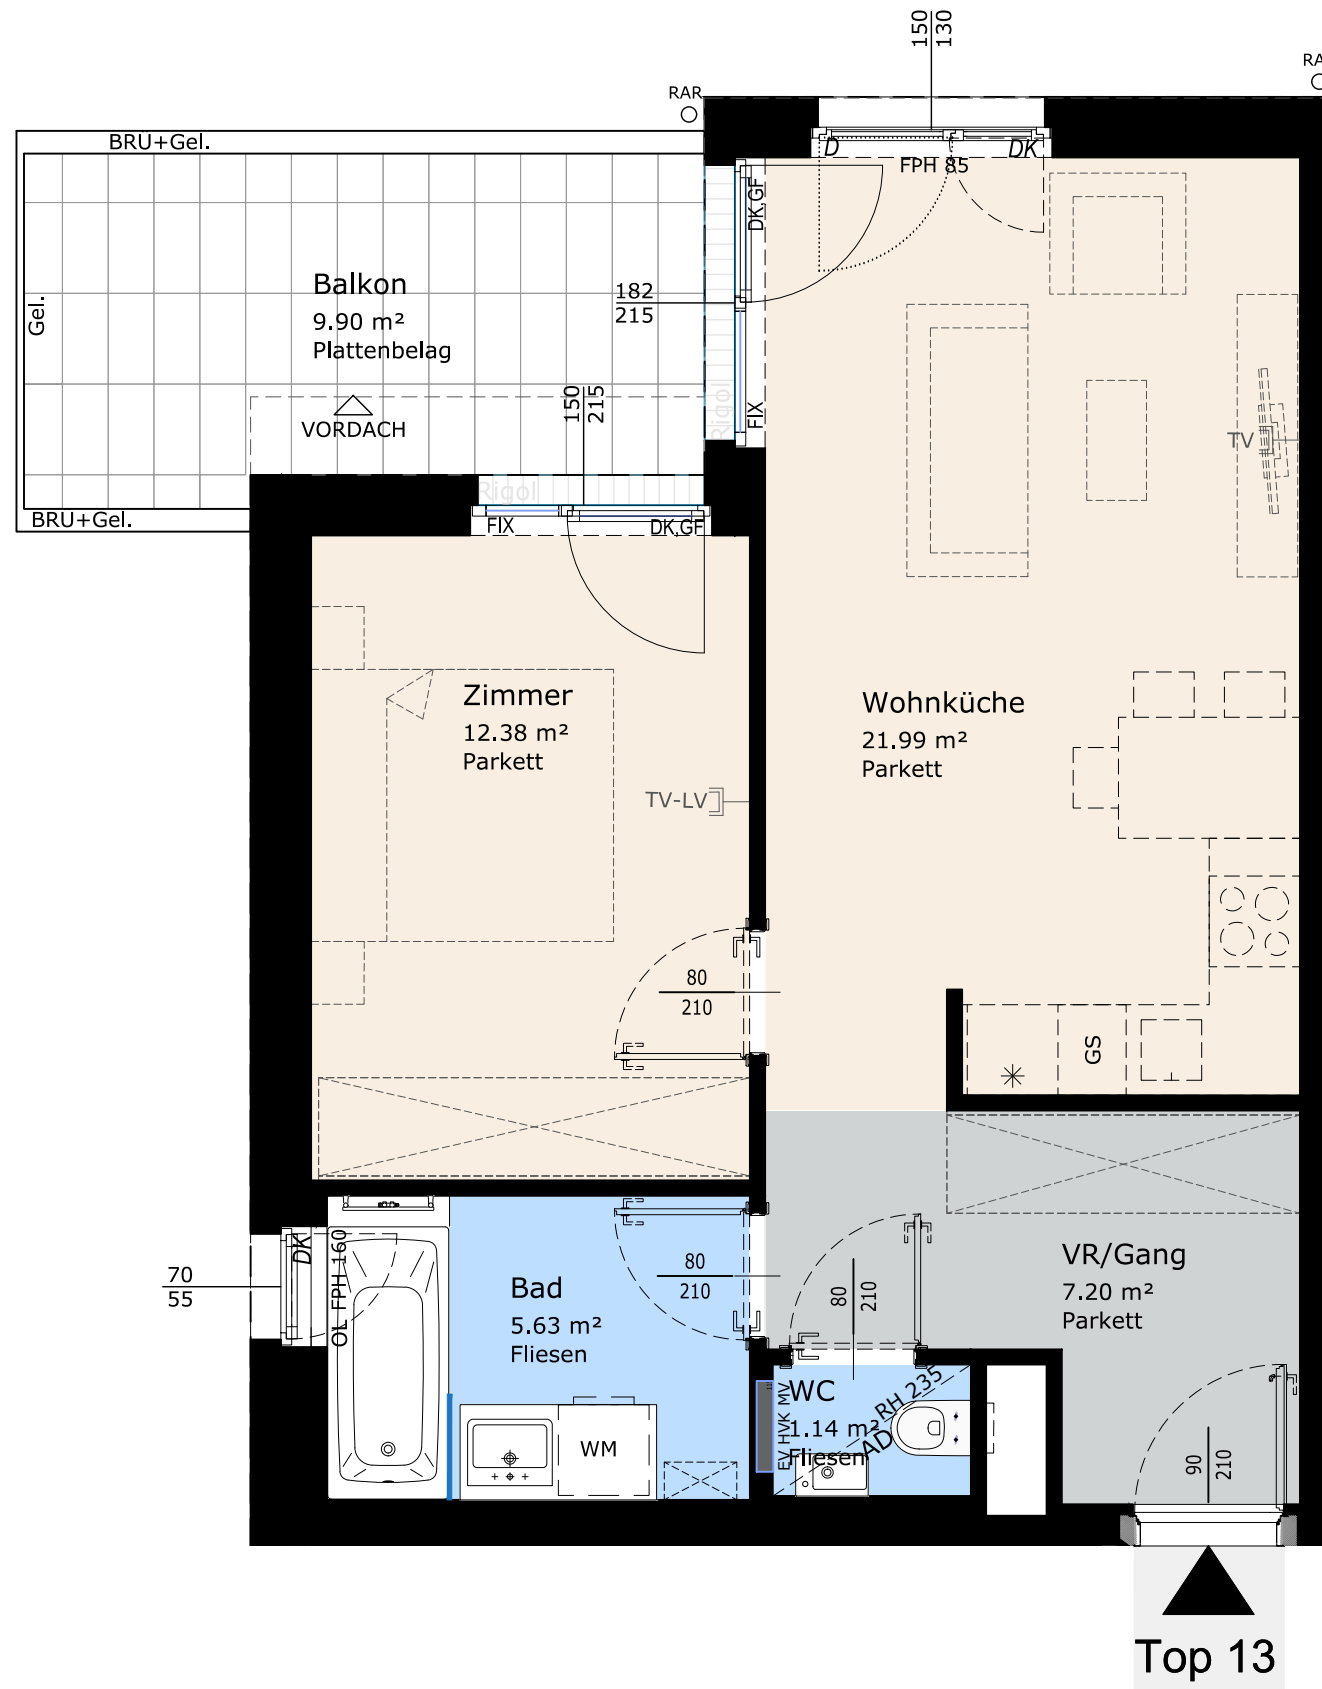 150
130
RAR
RA
BRU+Gel.
D
DK
FPH 85
DK,GF
Balkon
9.90 m²
Plattenbelag
Gel.
182
215
150
215
VORDACH
FIX
Rigol
TV
Rigol
BRU+Gel.
FIX
DK,GF
Zimmer
12.38 m²
Parkett
Wohnküche
21.99 m²
Parkett
TV-LV
80
210
GS
DK
OL FPH 160
70
55
Bad
5.63 m²
Fliesen
80
210
80
210
VR/Gang
7.20 m²
Parkett
WM
EV HVK MV
WC
1.14 m²
Fliesen
AD
RH 235
90
210
Top 13